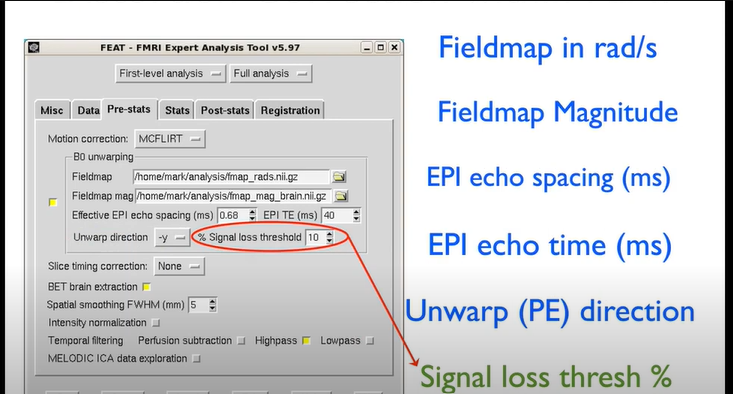 FEAT - FMRI Expert Analysis Tool v5.97
First-level analysis Full analysis
Misc Data Pre-stats Stats Post-stats Registration
Motion correction: MCFLIRT
B0 unwarping
Fieldmap /home/mark/analysis/fmap_rads.nii.gz
Fieldmap mag /home/mark/analysis/fmap_mag_brain.nii.gz
Effective EPI echo spacing (ms) 0.68 EPI TE (ms) 40
Unwarp direction -y % Signal loss threshold 10
Slice timing correction: None
BET brain extraction
Spatial smoothing FWHM (mm) 5
Intensity normalization
Temporal filtering Perfusion subtraction Highpass Lowpass
MELODIC ICA data exploration
Fieldmap in rad/s
Fieldmap Magnitude
EPI echo spacing (ms)
EPI echo time (ms)
Unwarp (PE) direction
Signal loss thresh %